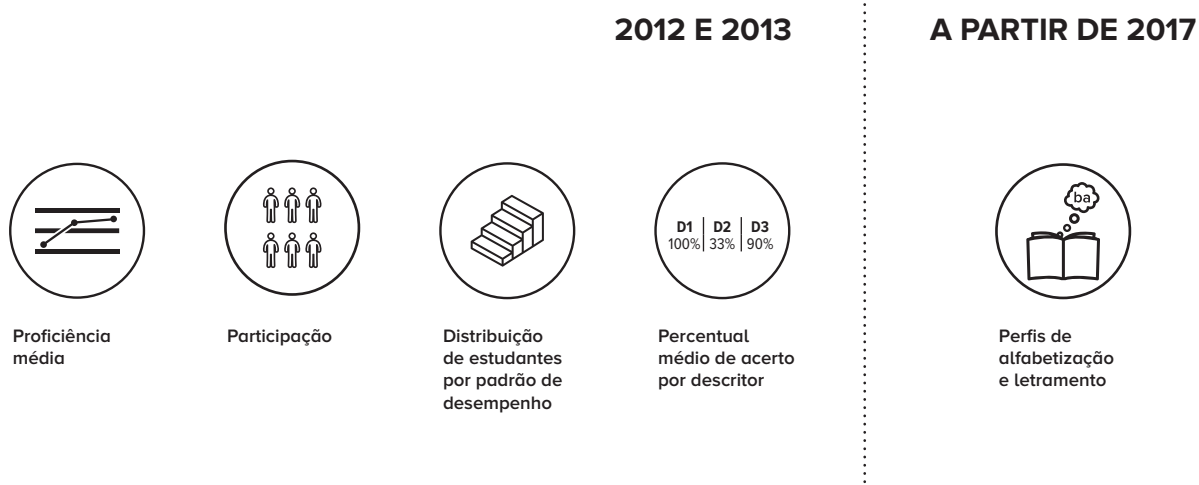 2012 E 2013
A PARTIR DE 2017
D1 D2 D3
100% 33% 90%
ba
Proficiência
média
Participação
Distribuição
de estudantes
por padrão de
desempenho
Percentual
médio de acerto
por descritor
Perfis de
alfabetização
e letramento